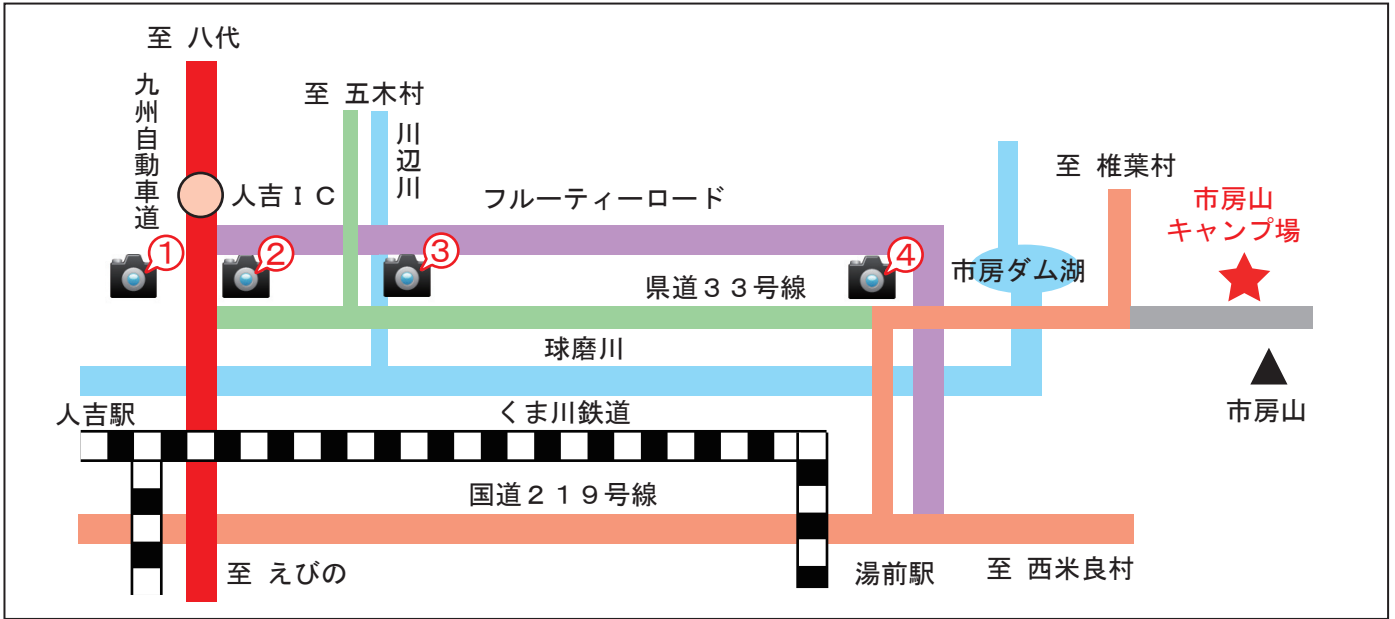 至 八代
九州自動車道
至 五木村
川辺川
人吉ＩＣ
フルーティーロード
至 椎葉村
市房山
キャンプ場
①
②
③
④
市房ダム湖
県道３３号線
球磨川
人吉駅
くま川鉄道
市房山
国道２１９号線
至 えびの
湯前駅
至 西米良村